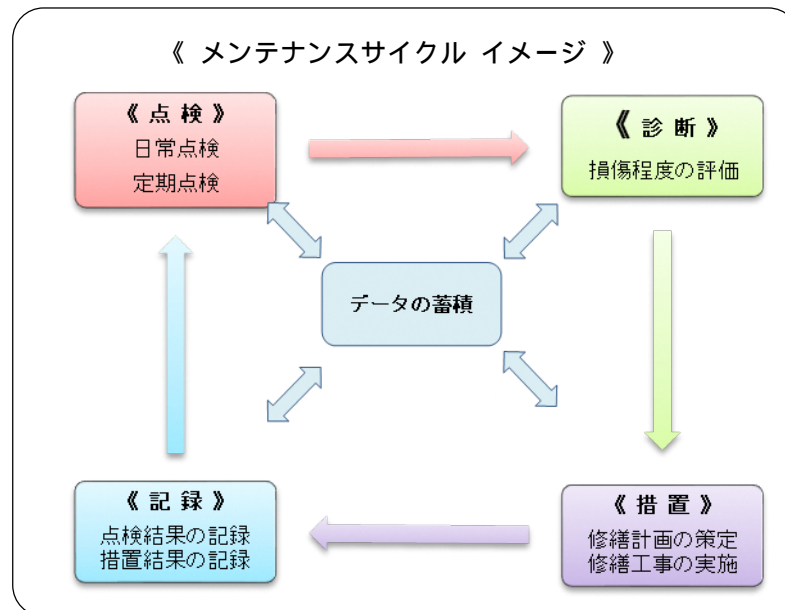 《 メンテナンスサイクル イメージ 》
《 点 検 》
日常点検
定期点検
《 診 断 》
損傷程度の評価
データの蓄積
《 記 録 》
点検結果の記録
措置結果の記録
《 措 置 》
修繕計画の策定
修繕工事の実施